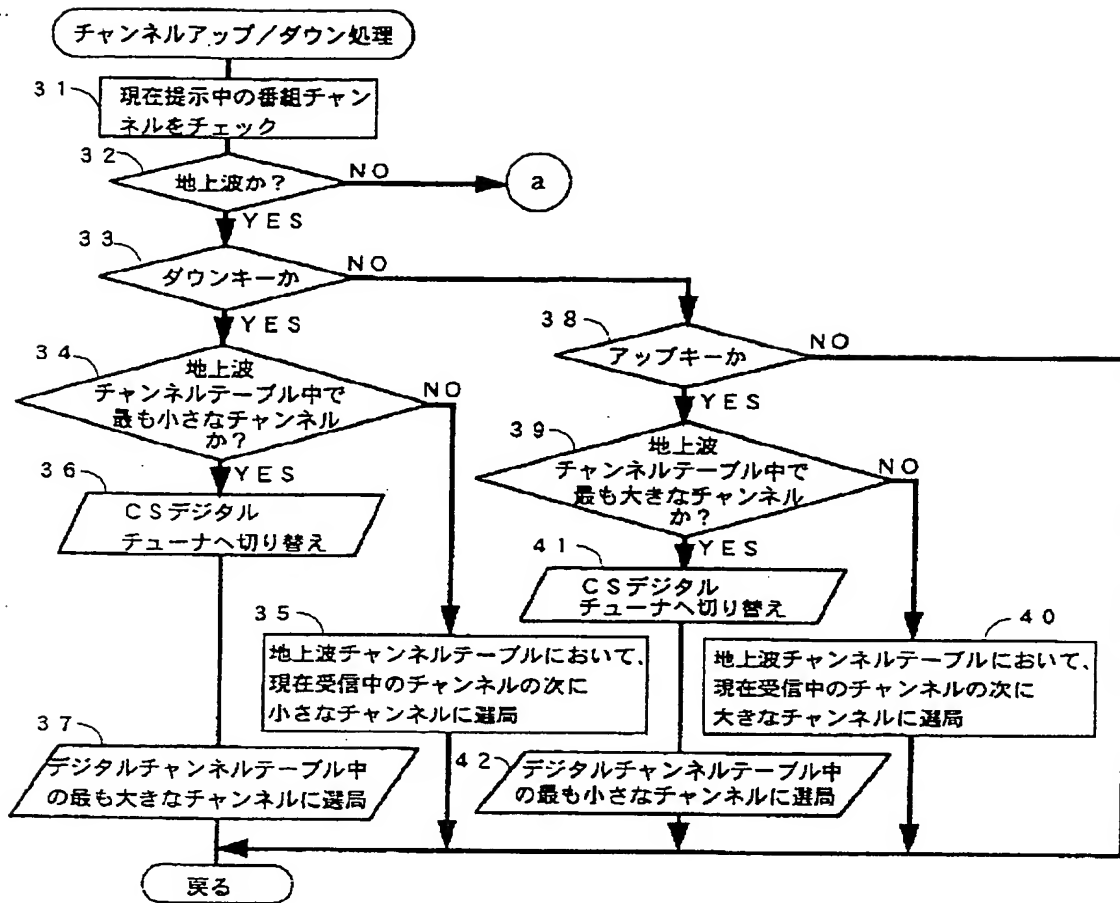 チャンネルアップ／ダウン処理
31
現在提示中の番組チャン
ネルをチェック
32
地上波か？
NO
a
YES
33
ダウンキーか
NO
YES
34
地上波
チャンネルテーブル中で
最も小さなチャンネル
か？
NO
YES
36
CSデジタル
チューナへ切り替え
35
地上波チャンネルテーブルにおいて、
現在受信中のチャンネルの次に
小さなチャンネルに選局
37
デジタルチャンネルテーブル中
の最も大きなチャンネルに選局
38
アップキーか
NO
YES
39
地上波
チャンネルテーブル中で
最も大きなチャンネル
か？
NO
YES
41
CSデジタル
チューナへ切り替え
40
地上波チャンネルテーブルにおいて、
現在受信中のチャンネルの次に
大きなチャンネルに選局
42
デジタルチャンネルテーブル中
の最も小さなチャンネルに選局
戻る